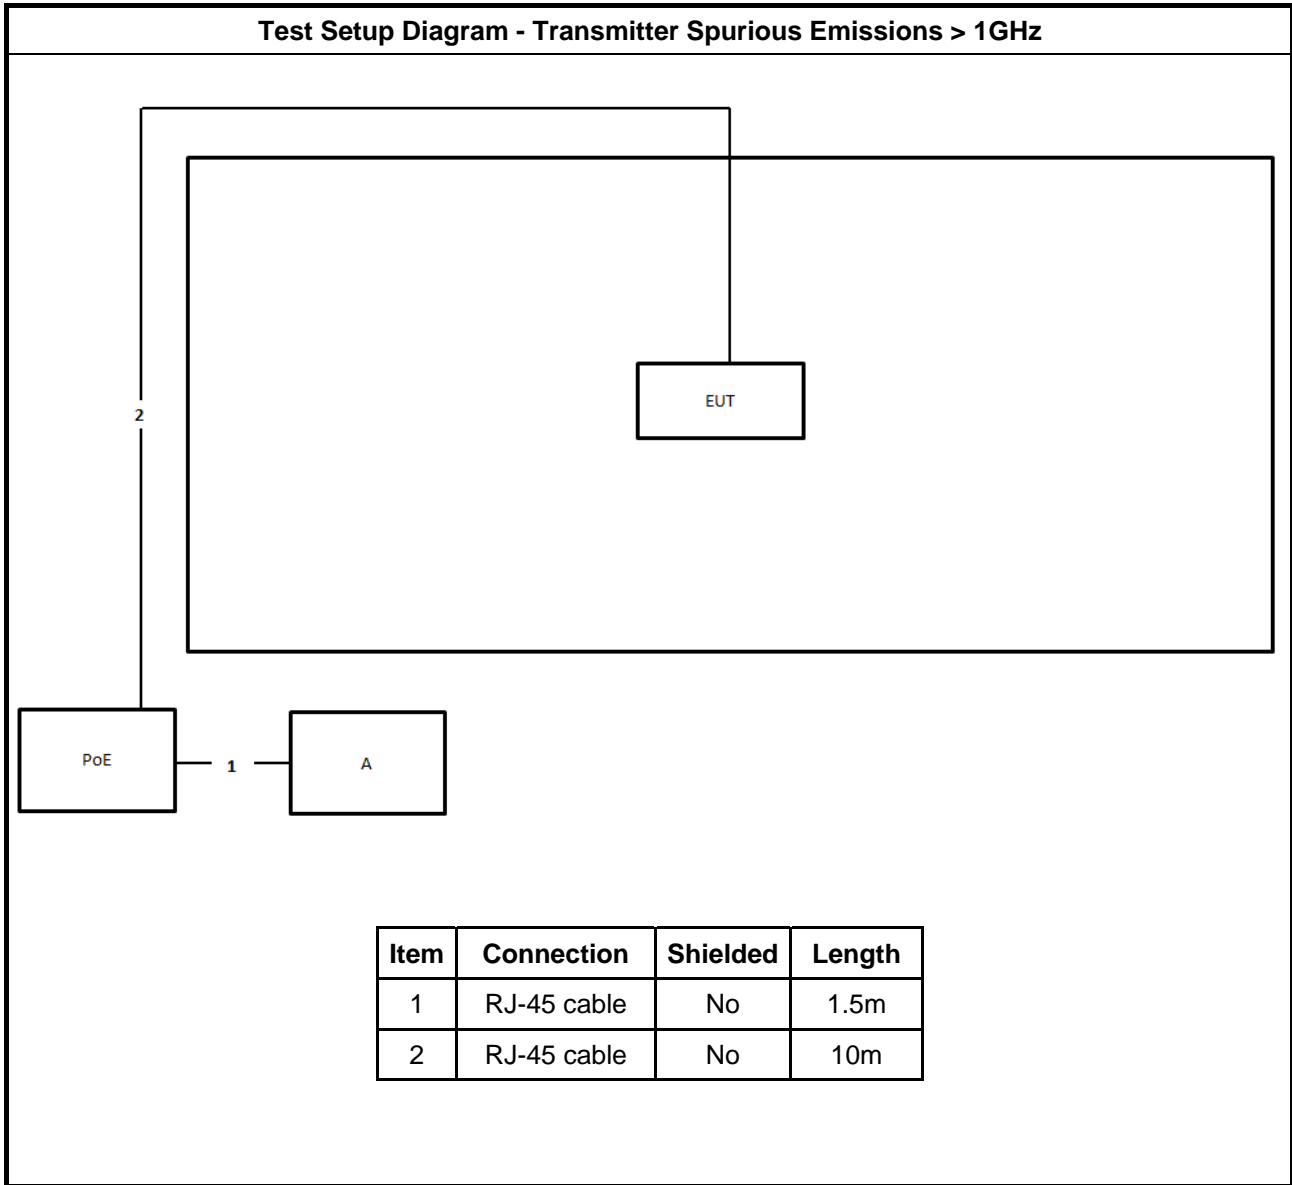 Test Setup Diagram - Transmitter Spurious Emissions > 1GHz
EUT
2
PoE
1
A
Item Connection Shielded Length
1 RJ-45 cable No 1.5m
2 RJ-45 cable No 10m